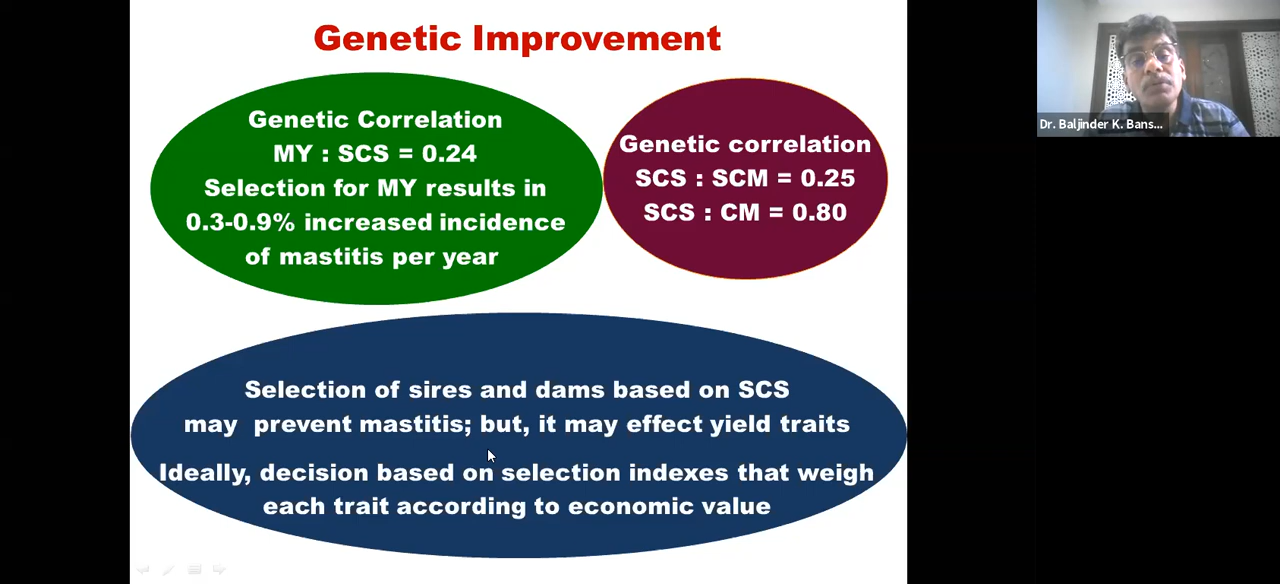 Genetic Improvement
Genetic Correlation
MY : SCS = 0.24
Selection for MY results in
0.3-0.9% increased incidence
of mastitis per year
Genetic correlation
SCS : SCM = 0.25
SCS : CM = 0.80
Selection of sires and dams based on SCS
may prevent mastitis; but, it may effect yield traits
Ideally, decision based on selection indexes that weigh
each trait according to economic value
Dr. Baljinder K. Bans...